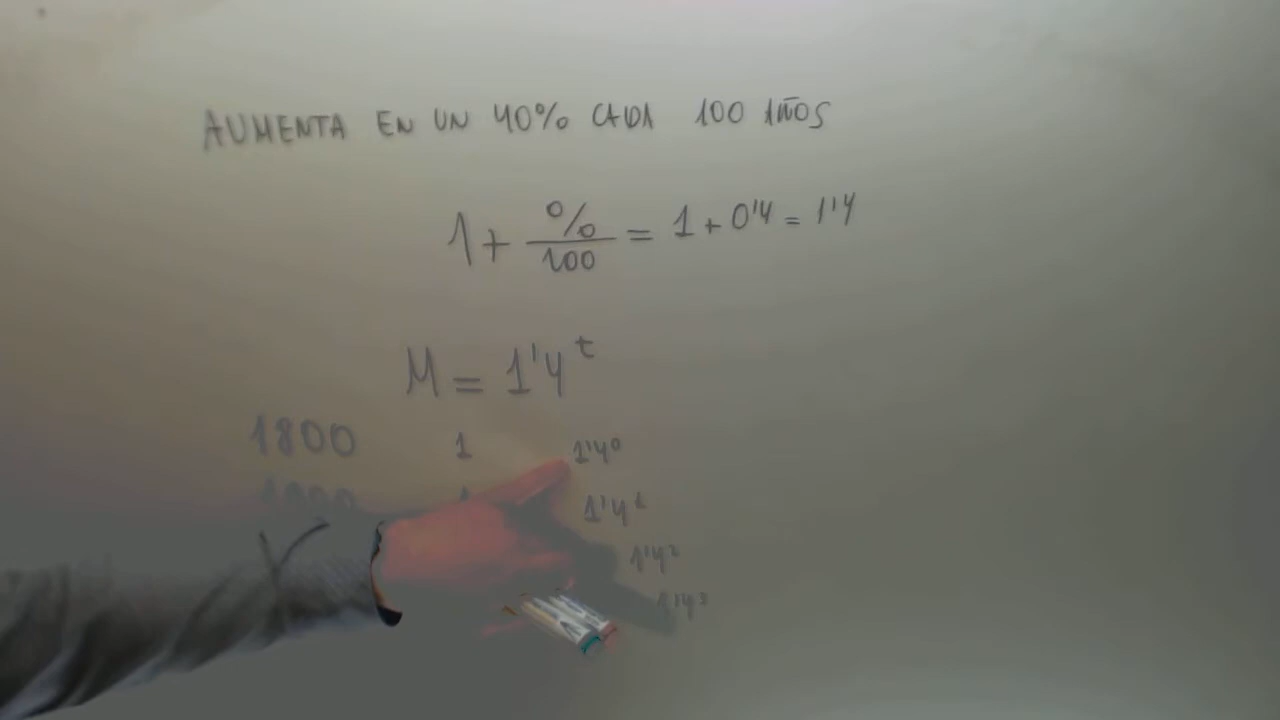 AUMENTA EN UN 40% CADA 100 AÑOS
1 + %/100 = 1 + 0'4 = 1'4
M = 1'4^t
1800 1 1'4^0
1'4^1
1'4^2
1'4^3